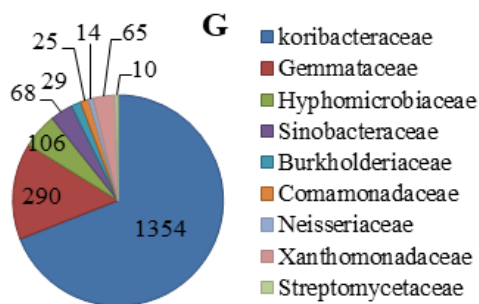 G
14
65
25
10
29
68
106
290
1354
koribacteraceae
Gemmataceae
Hyphomicrobiaceae
Sinobacteraceae
Burkholderiaceae
Comamonadaceae
Neisseriaceae
Xanthomonadaceae
Streptomycetaceae